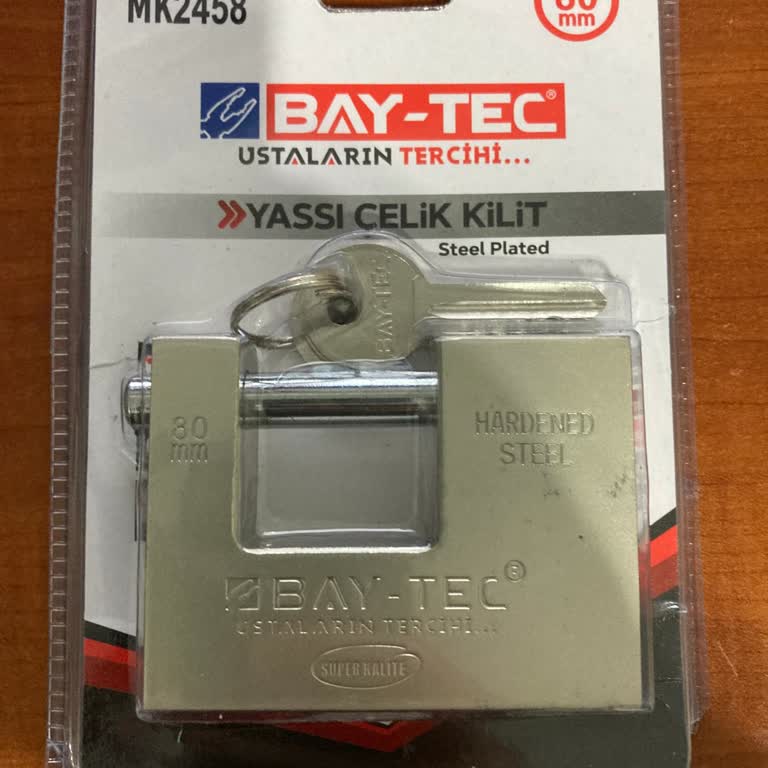 MK2458
80
mm
BAY-TEC®
USTALARIN TERCİHİ...
YASSI ÇELİK KİLİT
Steel Plated
BAY-TEC
80
mm
HARDENED
STEEL
BAY-TEC®
USTALARIN TERCİHİ...
SUPER KALİTE